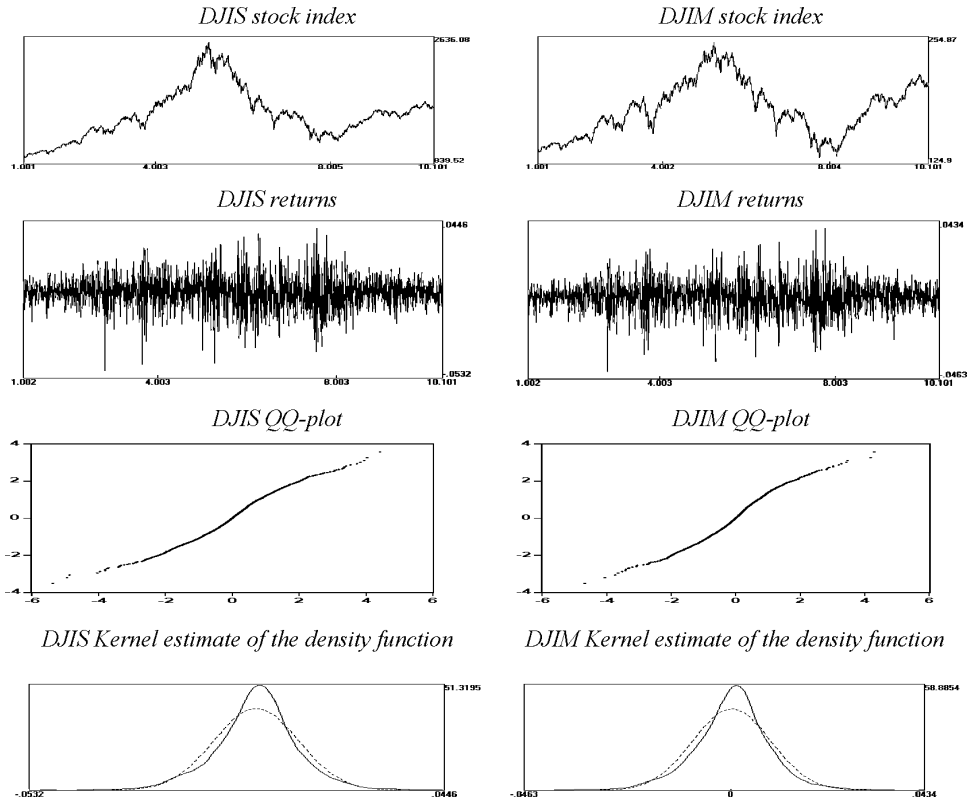 DJIS stock index
DJIM stock index
2636.08
254.87
839.52
124.9
1.001 4.003 8.005 10.101
1.001 4.002 8.004 10.101
DJIS returns
DJIM returns
.0446
.0434
-.0532
-.0463
1.002 4.003 8.003 10.101
1.002 4.003 8.003 10.101
DJIS QQ-plot
DJIM QQ-plot
4
2
0
-2
-4
-6 -4 -2 0 2 4 6
4
2
0
-2
-4
-6 -4 -2 0 2 4 6
DJIS Kernel estimate of the density function
DJIM Kernel estimate of the density function
51.3195
58.8854
-.0532 .0446
-.0463 0 .0434